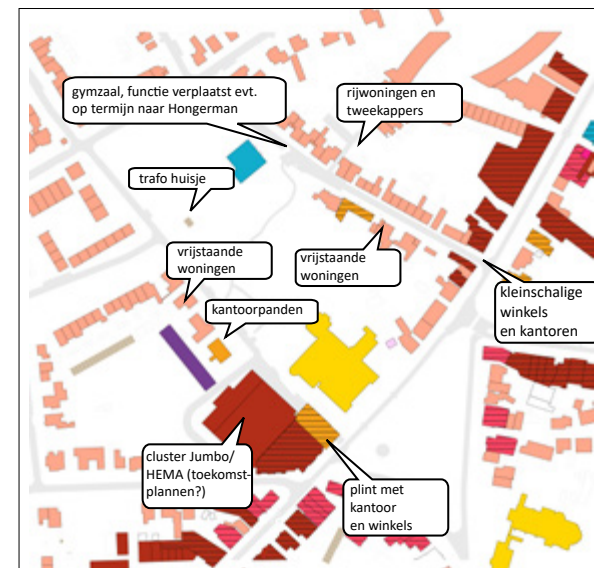 gymzaal, functie verplaatst evt.
op termijn naar Hongerman
rijwoningen en
tweekappers
trafo huisje
vrijstaande
woningen
vrijstaande
woningen
kantoorpanden
kleinschalige
winkels
en kantoren
cluster Jumbo/
HEMA (toekomst-
plannen?)
plint met
kantoor
en winkels